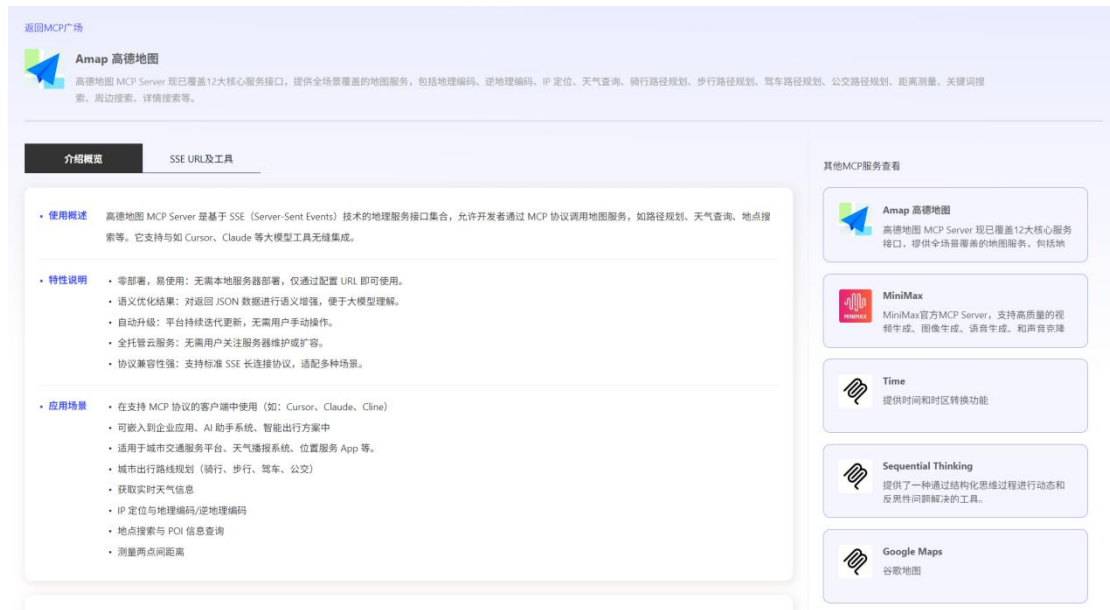 返回MCP广场
Amap 高德地图
高德地图 MCP Server 现已覆盖12大核心服务接口，提供全场景覆盖的地图服务，包括地理编码、逆地理编码、IP 定位、天气查询、骑行路径规划、步行路径规划、驾车路径规划、公交路径规划、距离测量、关键词搜
索、周边搜索、详情搜索等。
介绍概览
SSE URL及工具
• 使用概述
高德地图 MCP Server 是基于 SSE（Server-Sent Events）技术的地理服务接口集合，允许开发者通过 MCP 协议调用地图服务，如路径规划、天气查询、地点搜
索等。它支持与如 Cursor、Claude 等大模型工具无缝集成。
• 特性说明
• 零部署，易使用：无需本地服务器部署，仅通过配置 URL 即可使用。
• 语义优化结果：对返回 JSON 数据进行语义增强，便于大模型理解。
• 自动升级：平台持续迭代更新，无需用户手动操作。
• 全托管云服务：无需用户关注服务器维护或扩容。
• 协议兼容性强：支持标准 SSE 长连接协议，适配多种场景。
• 应用场景
• 在支持 MCP 协议的客户端中使用（如：Cursor、Claude、Cline）
• 可嵌入到企业应用、AI 助手系统、智能出行方案中
• 适用于城市交通服务平台、天气播报系统、位置服务 App 等。
• 城市出行路线规划（骑行、步行、驾车、公交）
• 获取实时天气信息
• IP 定位与地理编码/逆地理编码
• 地点搜索与 POI 信息查询
• 测量两点间距离
其他MCP服务查看
Amap 高德地图
高德地图 MCP Server 现已覆盖12大核心服务
接口，提供全场景覆盖的地图服务，包括地
MINIMAX
MiniMax
MiniMax官方MCP Server，支持高质量的视
频生成、图像生成、语音生成、和声音克隆
Time
提供时间和时区转换功能
Sequential Thinking
提供了一种通过结构化思维过程进行动态和
反思性问题解决的工具。
Google Maps
谷歌地图